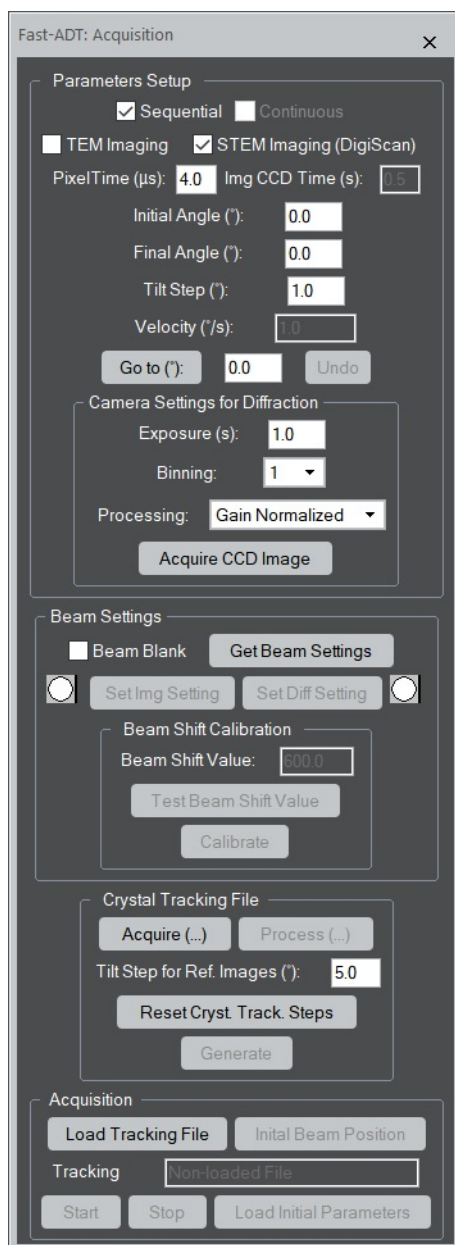 Fast-ADT: Acquisition
Parameters Setup
Sequential Continuous
TEM Imaging STEM Imaging (DigiScan)
PixelTime (µs): 4.0 Img CCD Time (s): 0.5
Initial Angle (°): 0.0
Final Angle (°): 0.0
Tilt Step (°): 1.0
Velocity (°/s): 1.0
Go to (°): 0.0 Undo
Camera Settings for Diffraction
Exposure (s): 1.0
Binning: 1
Processing: Gain Normalized
Acquire CCD Image
Beam Settings
Beam Blank Get Beam Settings
Set Img Setting Set Diff Setting
Beam Shift Calibration
Beam Shift Value: 600.0
Test Beam Shift Value
Calibrate
Crystal Tracking File
Acquire (...) Process (...)
Tilt Step for Ref. Images (°): 5.0
Reset Cryst. Track. Steps
Generate
Acquisition
Load Tracking File Inital Beam Position
Tracking Non-loaded File
Start Stop Load Initial Parameters